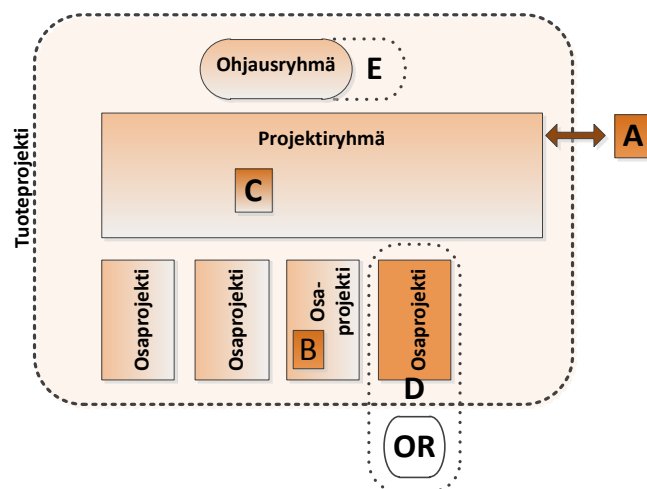 Ohjausryhmä
E
Tuoteprojekti
Projektiryhmä
A
C
Osaprojekti
Osaprojekti
Osa-
projekti
B
Osaprojekti
D
OR